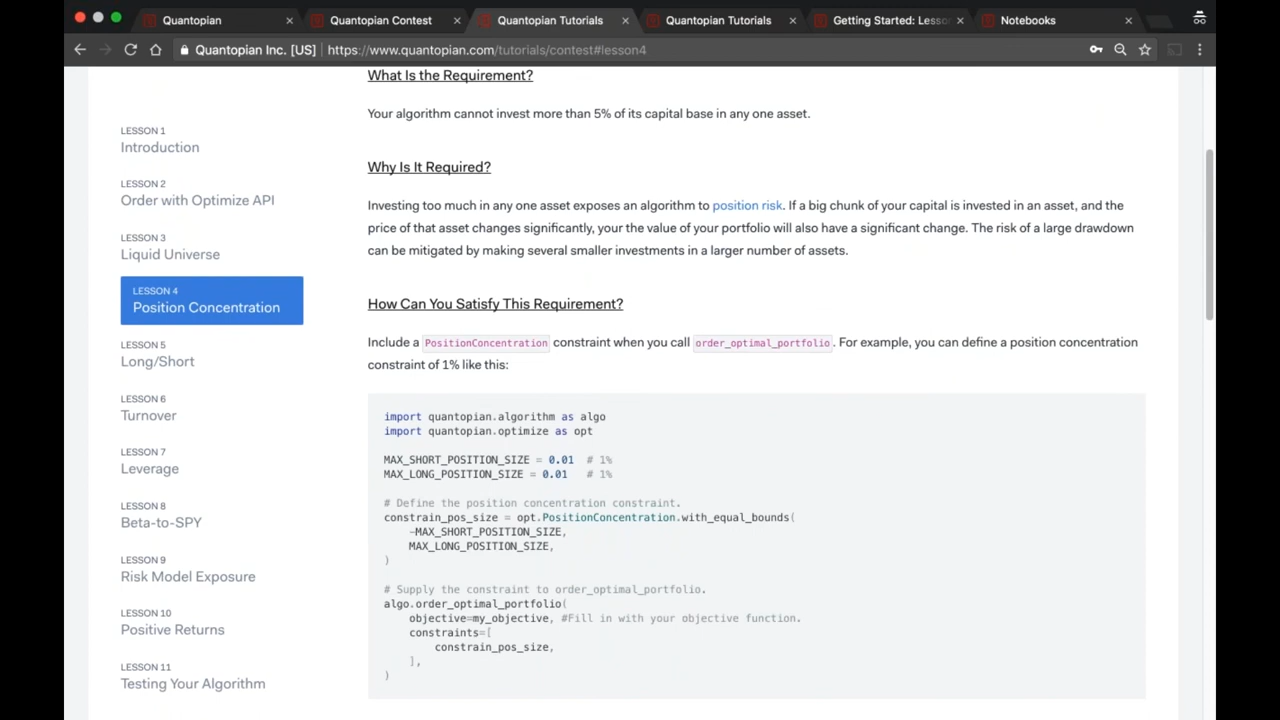 Quantopian
Quantopian Contest
Quantopian Tutorials
Quantopian Tutorials
Getting Started: Lesso
Notebooks
Quantopian Inc. [US] https://www.quantopian.com/tutorials/contest#lesson4
LESSON 1
Introduction
LESSON 2
Order with Optimize API
LESSON 3
Liquid Universe
LESSON 4
Position Concentration
LESSON 5
Long/Short
LESSON 6
Turnover
LESSON 7
Leverage
LESSON 8
Beta-to-SPY
LESSON 9
Risk Model Exposure
LESSON 10
Positive Returns
LESSON 11
Testing Your Algorithm
What Is the Requirement?
Your algorithm cannot invest more than 5% of its capital base in any one asset.
Why Is It Required?
Investing too much in any one asset exposes an algorithm to position risk. If a big chunk of your capital is invested in an asset, and the
price of that asset changes significantly, your the value of your portfolio will also have a significant change. The risk of a large drawdown
can be mitigated by making several smaller investments in a larger number of assets.
How Can You Satisfy This Requirement?
Include a PositionConcentration constraint when you call order_optimal_portfolio. For example, you can define a position concentration
constraint of 1% like this:
import quantopian.algorithm as algo
import quantopian.optimize as opt
MAX_SHORT_POSITION_SIZE = 0.01 # 1%
MAX_LONG_POSITION_SIZE = 0.01 # 1%
# Define the position concentration constraint.
constrain_pos_size = opt.PositionConcentration.with_equal_bounds(
-MAX_SHORT_POSITION_SIZE,
MAX_LONG_POSITION_SIZE,
)
# Supply the constraint to order_optimal_portfolio.
algo.order_optimal_portfolio(
objective=my_objective, #Fill in with your objective function.
constraints=[
constrain_pos_size,
],
)